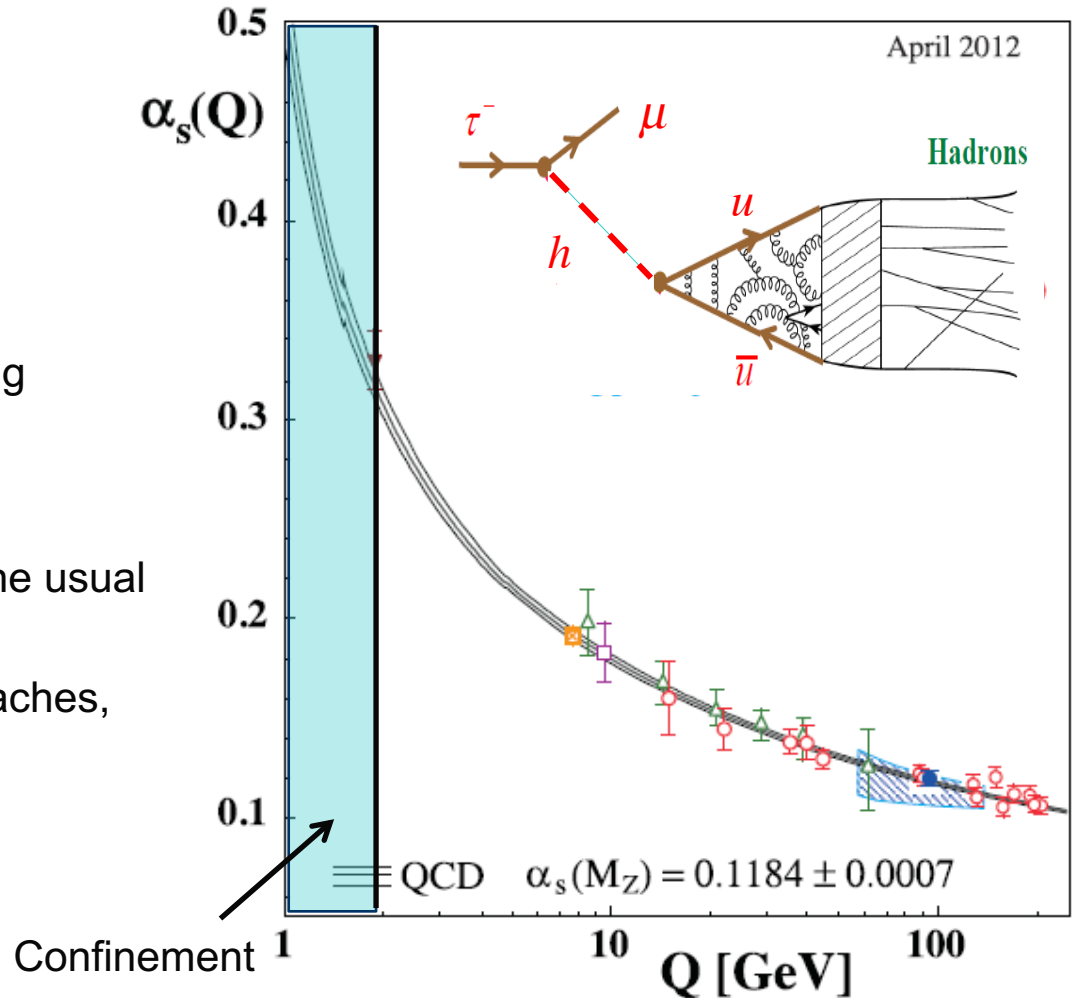 0.5
April 2012
αs(Q)
τ⁻
μ
Hadrons
0.4
u
h
ū
ng
0.3
he usual
0.2
aches,
0.1
QCD αs(MZ) = 0.1184 ± 0.0007
Confinement
1
10
100
Q [GeV]